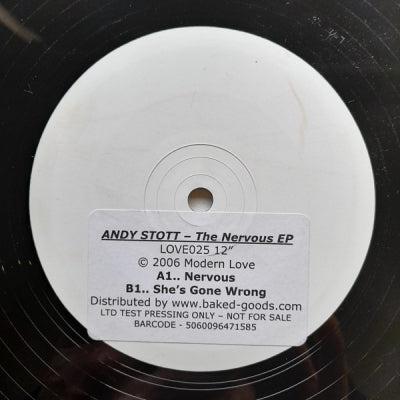 ANDY STOTT – The Nervous EP
LOVE025 12"
© 2006 Modern Love
A1.. Nervous
B1.. She's Gone Wrong
Distributed by www.baked-goods.com
LTD TEST PRESSING ONLY – NOT FOR SALE
BARCODE - 5060096471585